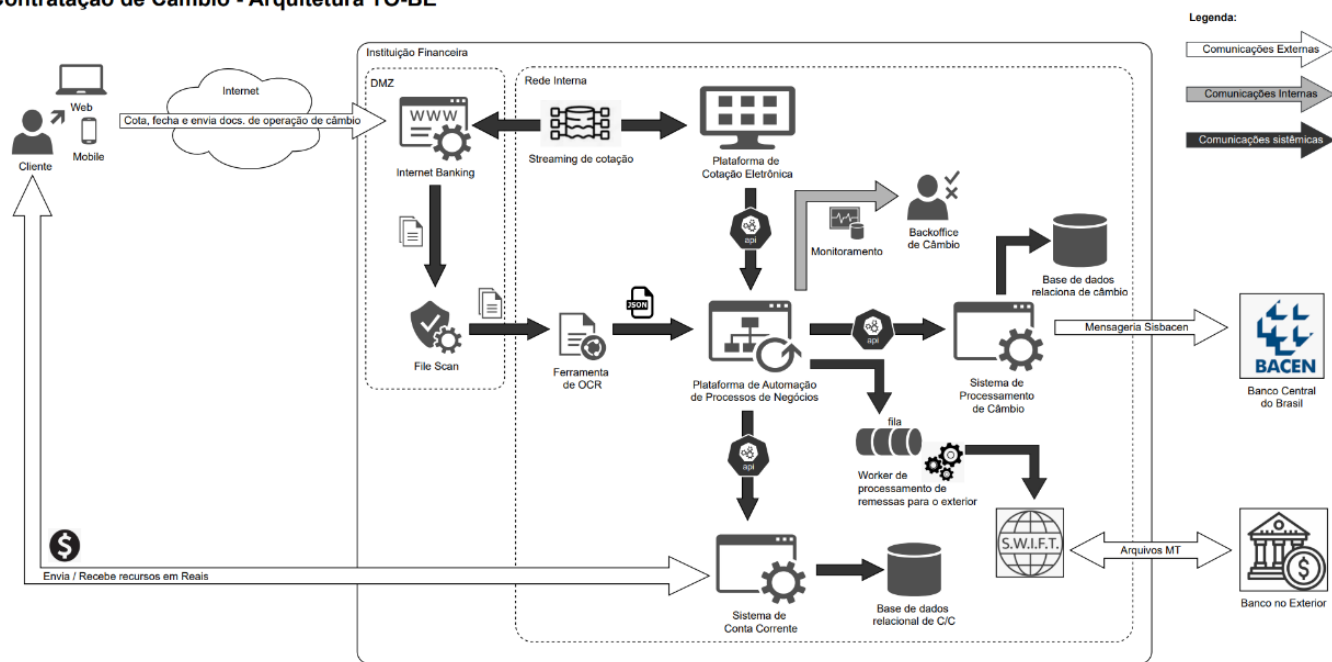 Contratação de Câmbio - Arquitetura TO-BE
Legenda:
Comunicações Externas
Comunicações Internas
Comunicações sistêmicas
Instituição Financeira
DMZ
Rede Interna
Internet
Web
Mobile
Cliente
Cota, fecha e envia docs. de operação de câmbio
WWW
Internet Banking
Streaming de cotação
Plataforma de
Cotação Eletrônica
api
Monitoramento
Backoffice
de Câmbio
Base de dados
relaciona de câmbio
File Scan
Ferramenta
de OCR
JSON
Plataforma de Automação
de Processos de Negócios
api
Sistema de
Processamento
de Câmbio
Mensageria Sisbacen
BACEN
Banco Central
do Brasil
api
fila
Worker de
processamento de
remessas para o exterior
S.W.I.F.T.
Arquivos MT
Banco no Exterior
Envia / Recebe recursos em Reais
Sistema de
Conta Corrente
Base de dados
relacional de C/C